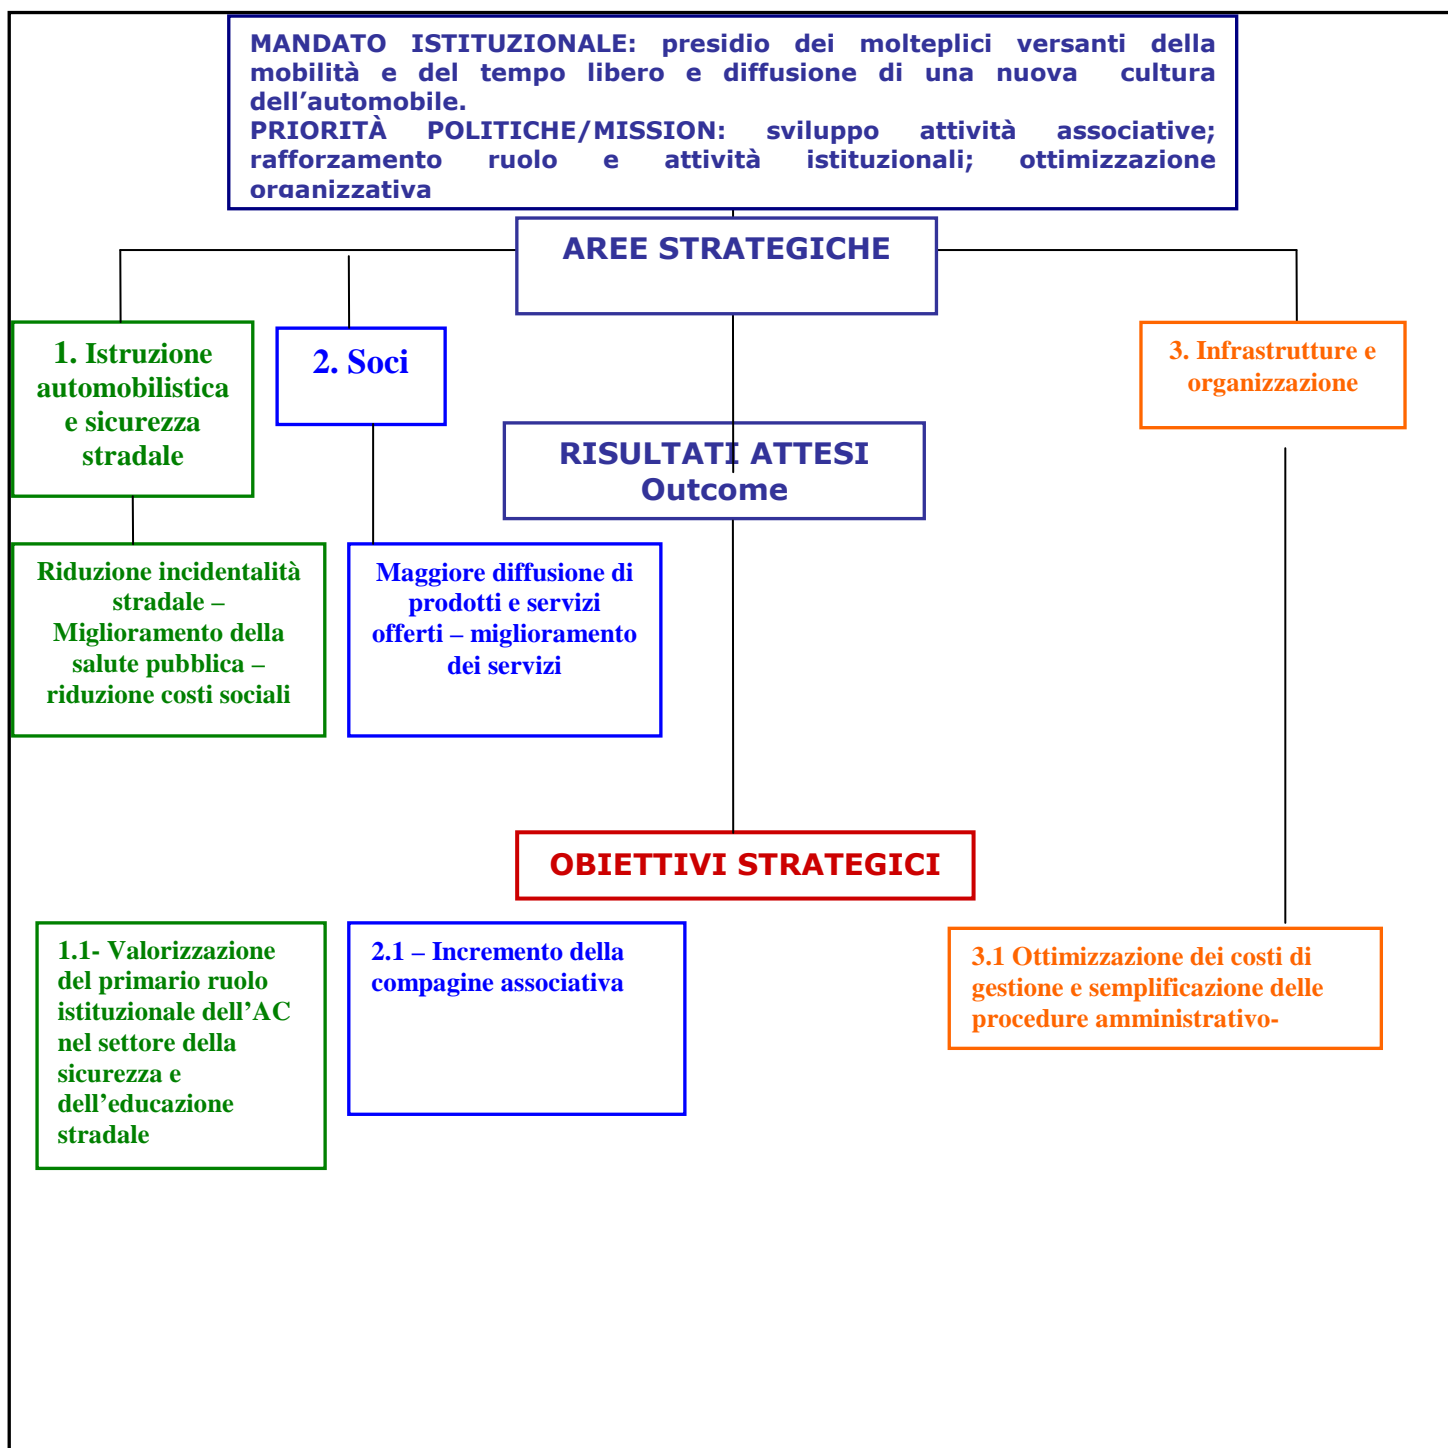 MANDATO ISTITUZIONALE: presidio dei molteplici versanti della
mobilità e del tempo libero e diffusione di una nuova cultura
dell’automobile.
PRIORITÀ POLITICHE/MISSION: sviluppo attività associative;
rafforzamento ruolo e attività istituzionali; ottimizzazione
organizzativa
AREE STRATEGICHE
1. Istruzione
automobilistica
e sicurezza
stradale
2. Soci
3. Infrastrutture e
organizzazione
RISULTATI ATTESI
Outcome
Riduzione incidentalità
stradale –
Miglioramento della
salute pubblica –
riduzione costi sociali
Maggiore diffusione di
prodotti e servizi
offerti – miglioramento
dei servizi
OBIETTIVI STRATEGICI
1.1- Valorizzazione
del primario ruolo
istituzionale dell’AC
nel settore della
sicurezza e
dell’educazione
stradale
2.1 – Incremento della
compagine associativa
3.1 Ottimizzazione dei costi di
gestione e semplificazione delle
procedure amministrativo-